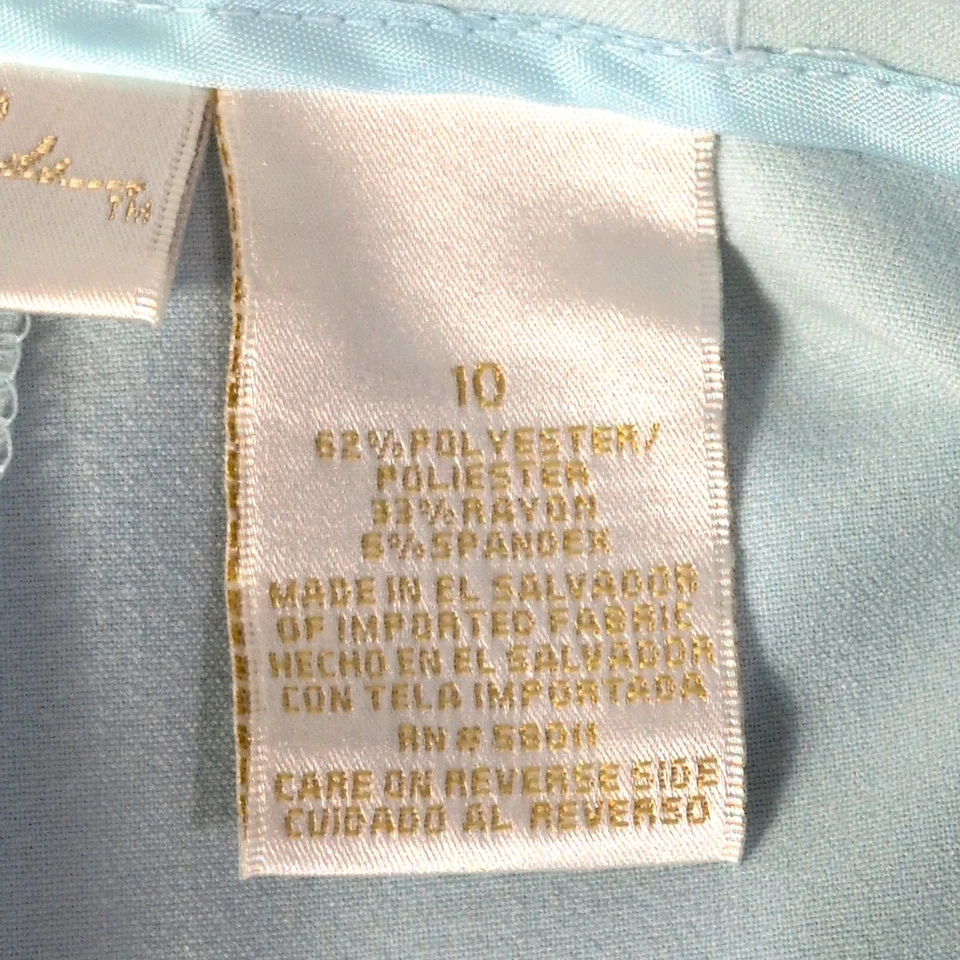 TM
10
62%POLYESTER/
POLIESTER
33%RAYON
5%SPANDEX
MADE IN EL SALVADOR
OF IMPORTED FABRIC
HECHO EN EL SALVADOR
CON TELA IMPORTADA
RN # 58011
CARE ON REVERSE SIDE
CUIDADO AL REVERSO